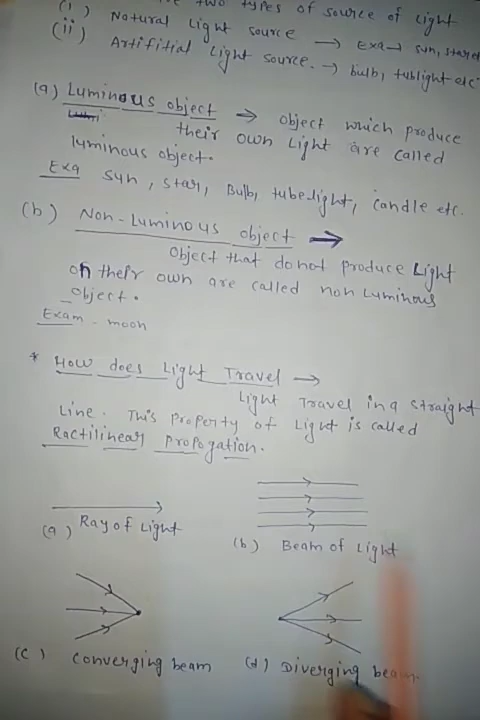 two types of source of Light
(i) Natural Light source → Exa→ sun, star
(ii) Artifitial Light source. → bulb, tublight etc
(a) Luminous object → object which produce
their own Light are called
luminous object.
Exa sun, star, Bulb, tubelight, candle etc.
(b) Non-Luminous object →
object that do not produce Light
on their own are called non luminous
object.
Exam - moon
* How does Light Travel →
Light Travel in a straight
Line. This property of Light is called
Ractilinear Propogation.
(a) Ray of Light
(b) Beam of Light
(c) Converging beam
(d) Diverging beam.